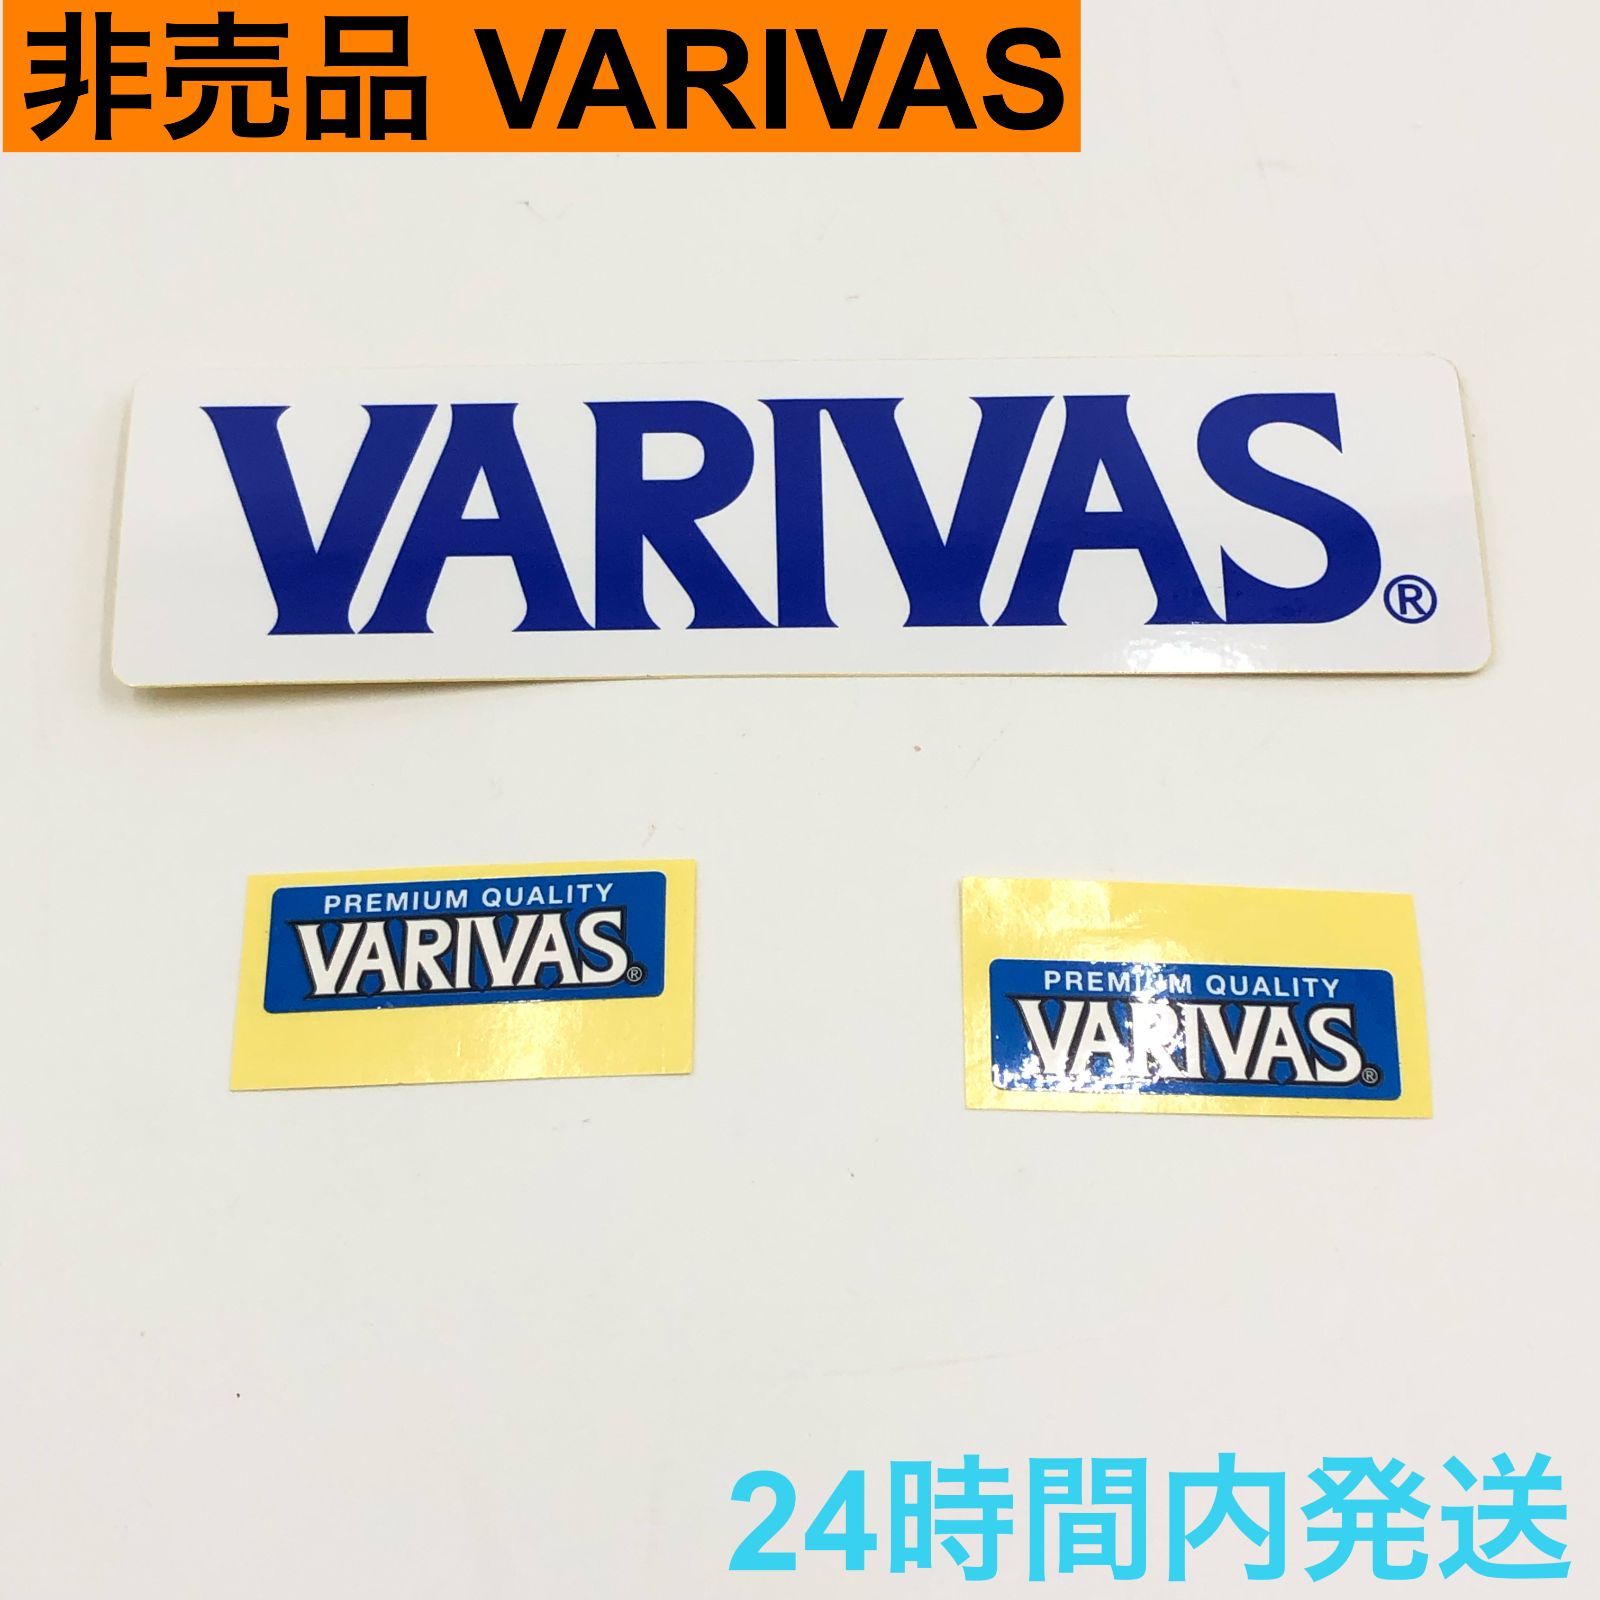 非売品 VARIVAS
VARIVAS®
PREMIUM QUALITY
VARIVAS®
PREMIUM QUALITY
VARIVAS®
24時間内発送